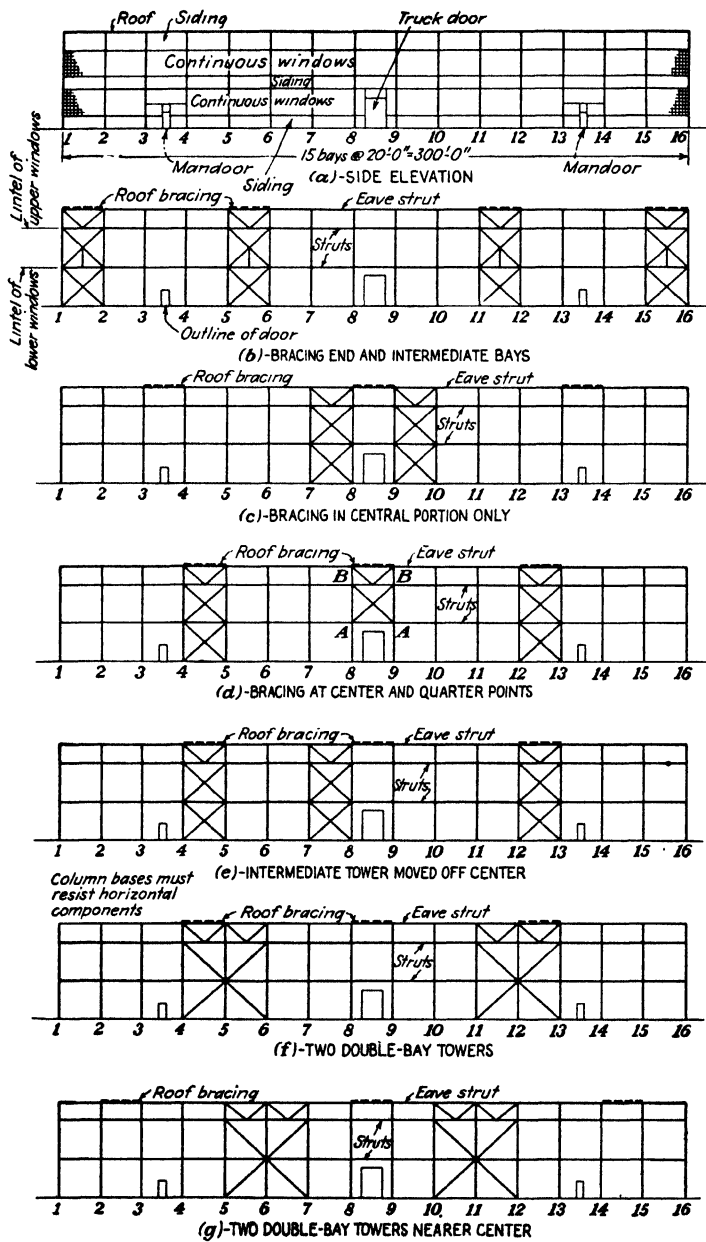 Roof Siding Truck door
Continuous windows
Siding
Continuous windows
1 2 3 4 5 6 7 8 9 10 11 12 13 14 15 16
Mandoor 15 bays @ 20'-0"=300'-0" Mandoor
Siding
(a)-SIDE ELEVATION
Lintel of upper windows
Roof bracing Eave strut
Struts
Lintel of lower windows
1 2 3 4 5 6 7 8 9 10 11 12 13 14 15 16
Outline of door
(b)-BRACING END AND INTERMEDIATE BAYS
Roof bracing Eave strut
Struts
1 2 3 4 5 6 7 8 9 10 11 12 13 14 15 16
(c)-BRACING IN CENTRAL PORTION ONLY
Roof bracing Eave strut
B B
Struts
A A
1 2 3 4 5 6 7 8 9 10 11 12 13 14 15 16
(d)-BRACING AT CENTER AND QUARTER POINTS
Roof bracing Eave strut
Struts
1 2 3 4 5 6 7 8 9 10 11 12 13 14 15 16
(e)-INTERMEDIATE TOWER MOVED OFF CENTER
Column bases must
resist horizontal
components
Roof bracing Eave strut
Struts
1 2 3 4 5 6 7 8 9 10 11 12 13 14 15 16
(f)-TWO DOUBLE-BAY TOWERS
Roof bracing Eave strut
Struts
1 2 3 4 5 6 7 8 9 10 11 12 13 14 15 16
(g)-TWO DOUBLE-BAY TOWERS NEARER CENTER